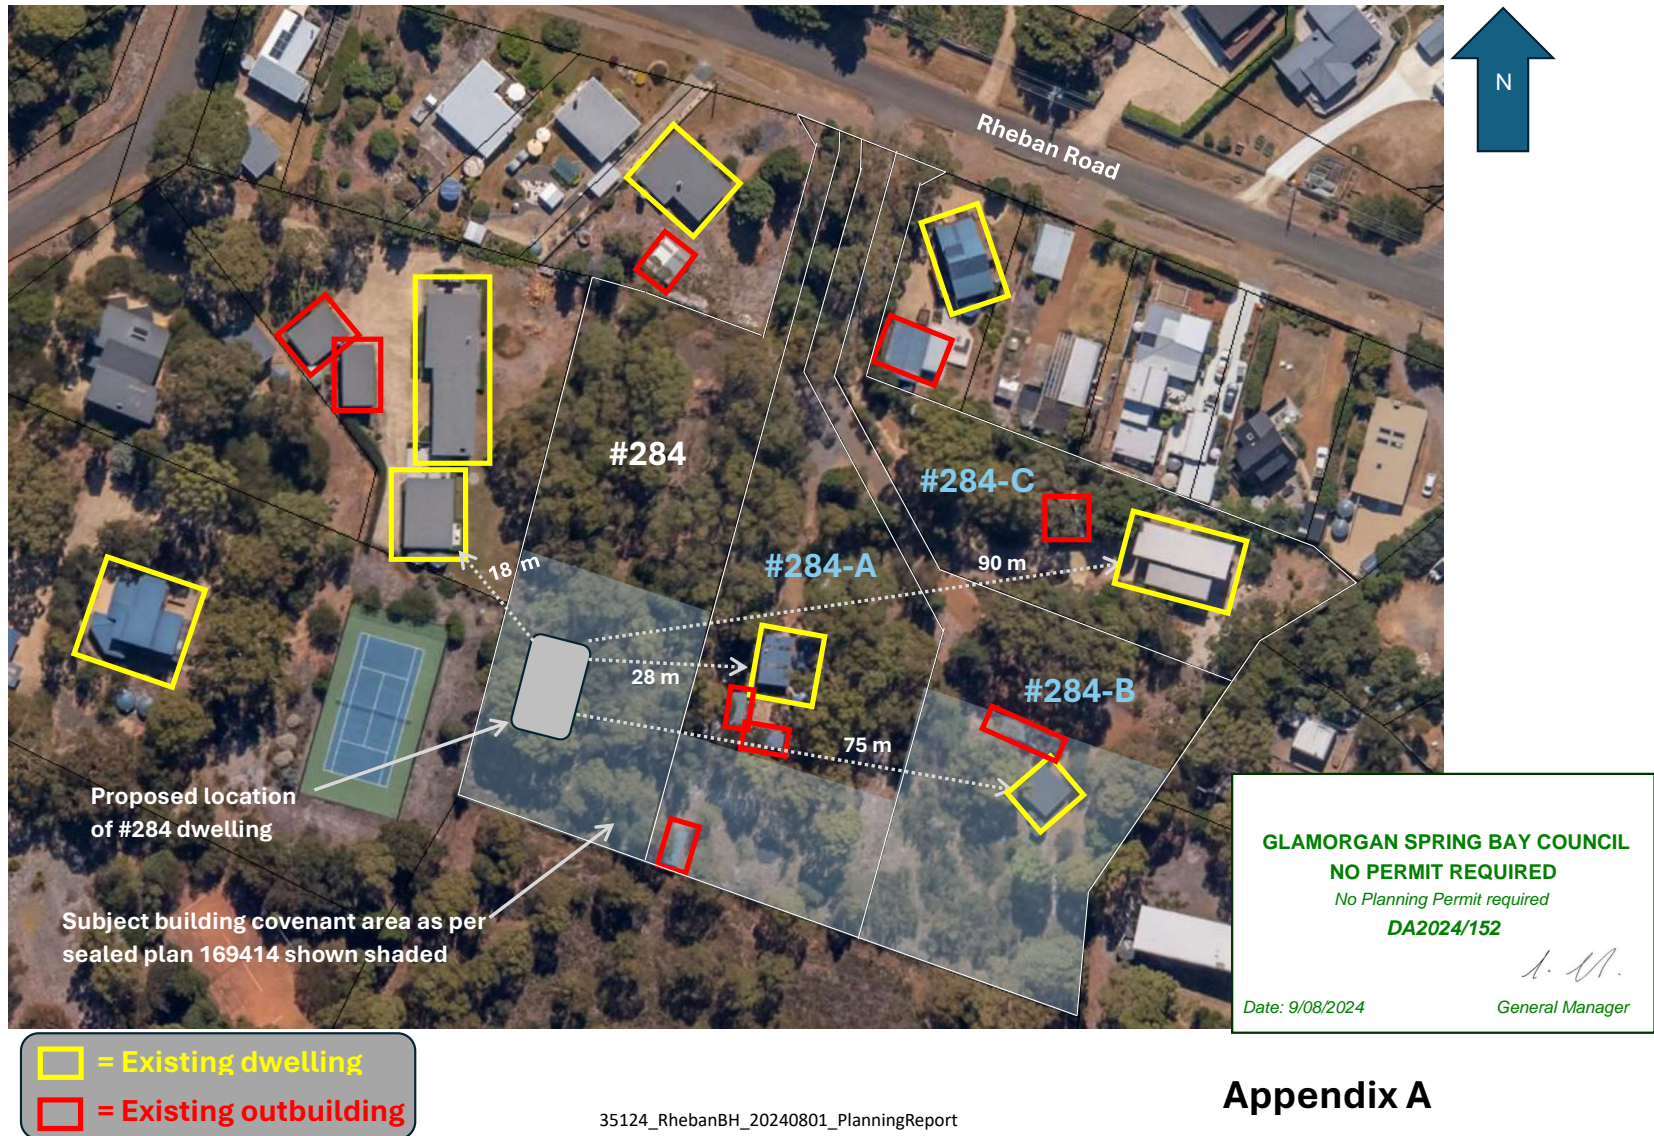 N
Rheban Road
#284
#284-C
#284-A
90 m
18 m
28 m
#284-B
75 m
Proposed location
of #284 dwelling
Subject building covenant area as per
sealed plan 169414 shown shaded
GLAMORGAN SPRING BAY COUNCIL
NO PERMIT REQUIRED
No Planning Permit required
DA2024/152
Date: 9/08/2024 General Manager
= Existing dwelling
= Existing outbuilding
35124_RhebanBH_20240801_PlanningReport
Appendix A